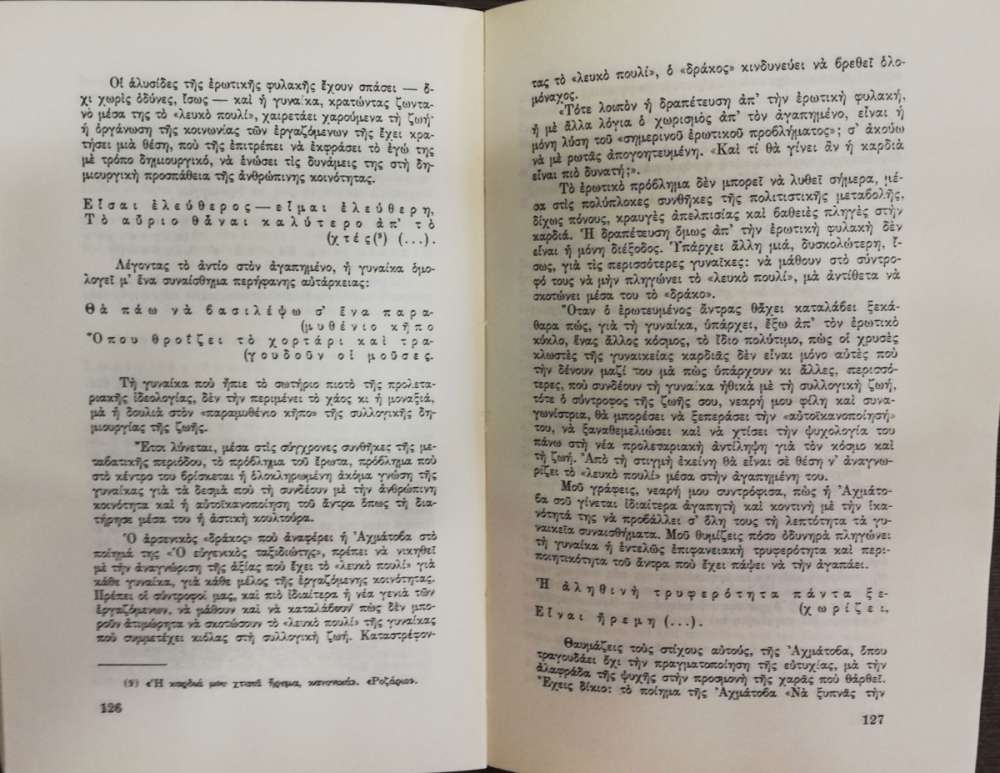 Οἱ ἁλυσίδες τῆς ἐρωτικῆς φυλακῆς ἔχουν σπάσει — ὄ-
χι χωρὶς ὀδύνες, ἴσως — καὶ ἡ γυναίκα, κρατώντας ζωντα-
νὸ μέσα της τὸ «λευκὸ πουλί», χαιρετάει χαρούμενα τὴ ζωή·
ἡ ὀργάνωση τῆς κοινωνίας τῶν ἐργαζόμενων τῆς ἔχει κρα-
τήσει μιὰ θέση, ποὺ τῆς ἐπιτρέπει νὰ ἐκφράσει τὸ ἐγώ της
μὲ τρόπο δημιουργικό, νὰ ἑνώσει τὶς δυνάμεις της στὴ δη-
μιουργικὴ προσπάθεια τῆς ἀνθρώπινης κοινότητας.
Εἶσαι ἐλεύθερος — εἶμαι ἐλεύθερη,
Τὸ αὔριο θἆναι καλύτερο ἀπ' τὸ
(χτές(⁹) (...).
Λέγοντας τὸ ἀντίο στὸν ἀγαπημένο, ἡ γυναίκα ὁμο-
λογεῖ μ' ἕνα συναίσθημα περήφανης αὐτάρκειας:
Θὰ πάω νὰ βασιλέψω σ' ἕνα παρα-
(μυθένιο κῆπο
Ὅπου θροΐζει τὸ χορτάρι καὶ τρα-
(γουδοῦν οἱ μοῦσες.
Τὴ γυναίκα ποὺ ἤπιε τὸ σωτήριο πιοτὸ τῆς προλετα-
ριακῆς ἰδεολογίας, δὲν τὴν περιμένει τὸ χάος κι ἡ μοναξιά,
μὰ ἡ δουλιὰ στὸν «παραμυθένιο κῆπο» τῆς συλλογικῆς δη-
μιουργίας τῆς ζωῆς.
Ἔτσι λύνεται, μέσα στὶς σύγχρονες συνθῆκες τῆς με-
ταβατικῆς περιόδου, τὸ πρόβλημα τοῦ ἔρωτα, πρόβλημα ποὺ
στὸ κέντρο του βρίσκεται ἡ ὁλοκληρωμένη ἀκόμα γνώση τῆς
γυναίκας γιὰ τὰ δεσμὰ ποὺ τὴ συνδέουν μὲ τὴν ἀνθρώπινη
κοινότητα καὶ ἡ αὐτοϊκανοποίηση τοῦ ἄντρα ὅπως τὴ δια-
τήρησε μέσα του ἡ ἀστικὴ κουλτούρα.
Ὁ ἀρσενικὸς «δράκος» ποὺ ἀναφέρει ἡ Ἀχμάτοβα στὸ
ποίημά της «Ὁ εὐγενικὸς ταξιδιώτης», πρέπει νὰ νικηθεῖ
μὲ τὴν ἀναγνώριση τῆς ἀξίας ποὺ ἔχει τὸ «λευκὸ πουλὶ» γιὰ
κάθε γυναίκα, γιὰ κάθε μέλος τῆς ἐργαζόμενης κοινότητας.
Πρέπει οἱ σύντροφοί μας, καὶ πιὸ ἰδιαίτερα ἡ νέα γενιὰ τῶν
ἐργαζόμενων, νὰ μάθουν καὶ νὰ καταλάβουν πὼς δὲν μπο-
ροῦν ἀτιμώρητα νὰ σκοτώσουν τὸ «λευκὸ πουλὶ» τῆς γυναίκας
ποὺ συμμετέχει κιόλας στὴ συλλογικὴ ζωή. Καταστρέφον-
(9) «Ἡ καρδιά μου χτυπᾶ ἤρεμα, κανονικά». «Ροζάριο».
126
τας τὸ «λευκὸ πουλί», ὁ «δράκος» κινδυνεύει νὰ βρεθεῖ ὁλο-
μόναχος.
«Τότε λοιπὸν ἡ δραπέτευση ἀπ' τὴν ἐρωτικὴ φυλακή,
ἢ μὲ ἄλλα λόγια ὁ χωρισμὸς ἀπ' τὸν ἀγαπημένο, εἶναι ἡ
μόνη λύση τοῦ «σημερινοῦ ἐρωτικοῦ προβλήματος»; σ' ἀκούω
νὰ μὲ ρωτᾶς ἀπογοητευμένη. «Καὶ τί θὰ γίνει ἂν ἡ καρδιὰ
εἶναι πιὸ δυνατή;».
Τὸ ἐρωτικὸ πρόβλημα δὲν μπορεῖ νὰ λυθεῖ σήμερα, μέ-
σα στὶς πολύπλοκες συνθῆκες τῆς πολιτιστικῆς μεταβολῆς,
δίχως πόνους, κραυγὲς ἀπελπισίας καὶ βαθειὲς πληγὲς στὴν
καρδιά. Ἡ δραπέτευση ὅμως ἀπ' τὴν ἐρωτικὴ φυλακὴ δὲν
εἶναι ἡ μόνη διέξοδος. Ὑπάρχει ἄλλη μιά, δυσκολώτερη, ἴ-
σως, γιὰ τὶς περισσότερες γυναῖκες: νὰ μάθουν στὸ σύντρο-
φό τους νὰ μὴν πληγώνει τὸ «λευκὸ πουλί», μὰ ἀντίθετα νὰ
σκοτώνει μέσα του τὸ «δράκο».
Ὅταν ὁ ἐρωτευμένος ἄντρας θἄχει καταλάβει ξεκά-
θαρα πώς, γιὰ τὴ γυναίκα, ὑπάρχει, ἔξω ἀπ' τὸν ἐρωτικὸ
κύκλο, ἕνας ἄλλος κόσμος, τὸ ἴδιο πολύτιμο, πὼς οἱ χρυσὲς
κλωστὲς τῆς γυναικείας καρδιᾶς δὲν εἶναι μόνο αὐτὲς ποὺ
τὴν δένουν μαζί του μὰ πὼς ὑπάρχουν κι ἄλλες, περισσό-
τερες, ποὺ συνδέουν τὴ γυναίκα ἠθικὰ μὲ τὴ συλλογικὴ ζωή,
τότε ὁ σύντροφος τῆς ζωῆς σου, νεαρή μου φίλη καὶ συνα-
γωνίστρια, θὰ μπορέσει νὰ ξεπεράσει τὴν «αὐτοϊκανοποίησή»
του, νὰ ξαναθεμελιώσει καὶ νὰ χτίσει τὴν ψυχολογία του
πάνω στὴ νέα προλεταριακὴ ἀντίληψη γιὰ τὸν κόσμο καὶ
τὴ ζωή. Ἀπὸ τὴ στιγμὴ ἐκείνη θὰ εἶναι σὲ θέση ν' ἀναγνω-
ρίζει τὸ «λευκὸ πουλὶ» μέσα στὴν ἀγαπημένη του.
Μοῦ γράφεις, νεαρή μου συντρόφισα, πὼς ἡ Ἀχμάτο-
βα σοῦ γίνεται ἰδιαίτερα ἀγαπητὴ καὶ κοντινὴ μὲ τὴν ἱκα-
νότητά της νὰ προβάλλει σ' ὅλη τους τὴ λεπτότητα τὰ γυ-
ναικεῖα συναισθήματα. Μοῦ θυμίζεις πόσο ὀδυνηρὰ πληγώνει
τὴ γυναίκα ἡ ἐντελῶς ἐπιφανειακὴ τρυφερότητα καὶ περι-
ποιητικότητα τοῦ ἄντρα ποὺ ἔχει πάψει νὰ τὴν ἀγαπάει.
Ἡ ἀληθινὴ τρυφερότητα πάντα ξε-
(χωρίζει,
Εἶναι ἤρεμη (...).
Θαυμάζεις τοὺς στίχους αὐτούς, τῆς Ἀχμάτοβα, ὅπου
τραγουδάει ὄχι τὴν πραγματοποίηση τῆς εὐτυχίας, μὰ τὴν
ἀλαφράδα τῆς ψυχῆς στὴν προσμονὴ τῆς χαρᾶς ποὺ θἀρθεῖ.
Ἔχεις δίκιο: τὸ ποίημα τῆς Ἀχμάτοβα «Νὰ ξυπνᾶς τὴν
127